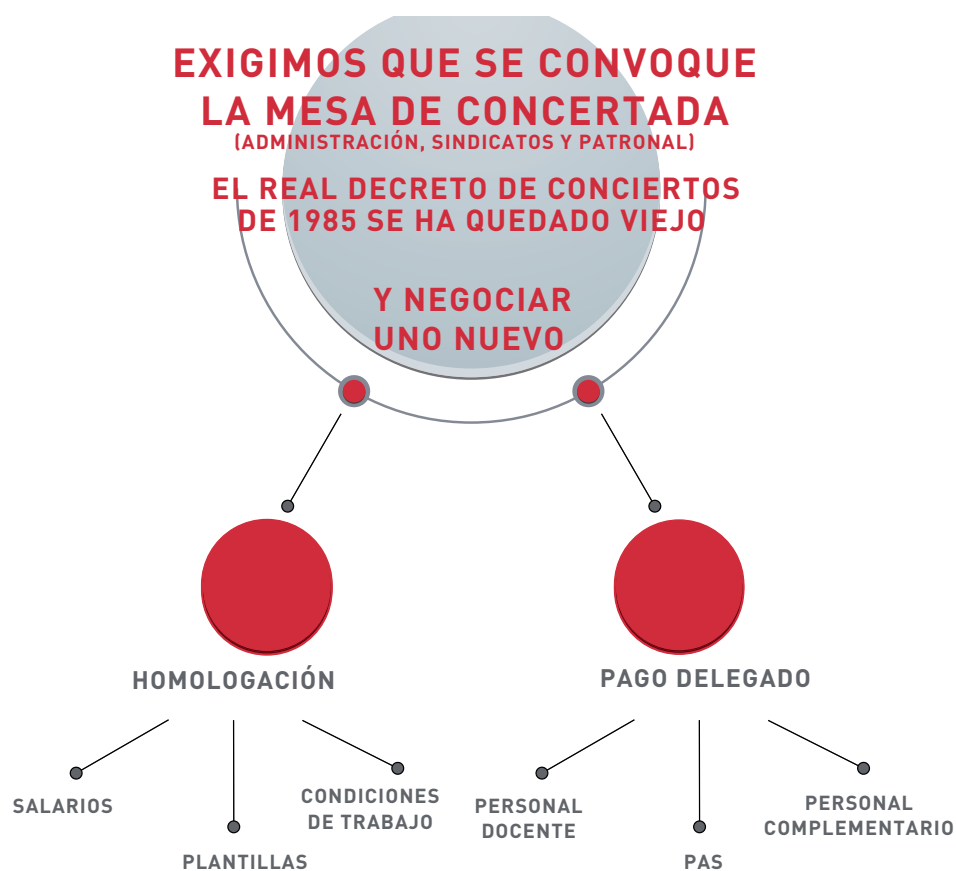 EXIGIMOS QUE SE CONVOQUE
LA MESA DE CONCERTADA
(ADMINISTRACIÓN, SINDICATOS Y PATRONAL)
EL REAL DECRETO DE CONCIERTOS
DE 1985 SE HA QUEDADO VIEJO
Y NEGOCIAR
UNO NUEVO
HOMOLOGACIÓN
SALARIOS
PLANTILLAS
CONDICIONES
DE TRABAJO
PAGO DELEGADO
PERSONAL
DOCENTE
PAS
PERSONAL
COMPLEMENTARIO